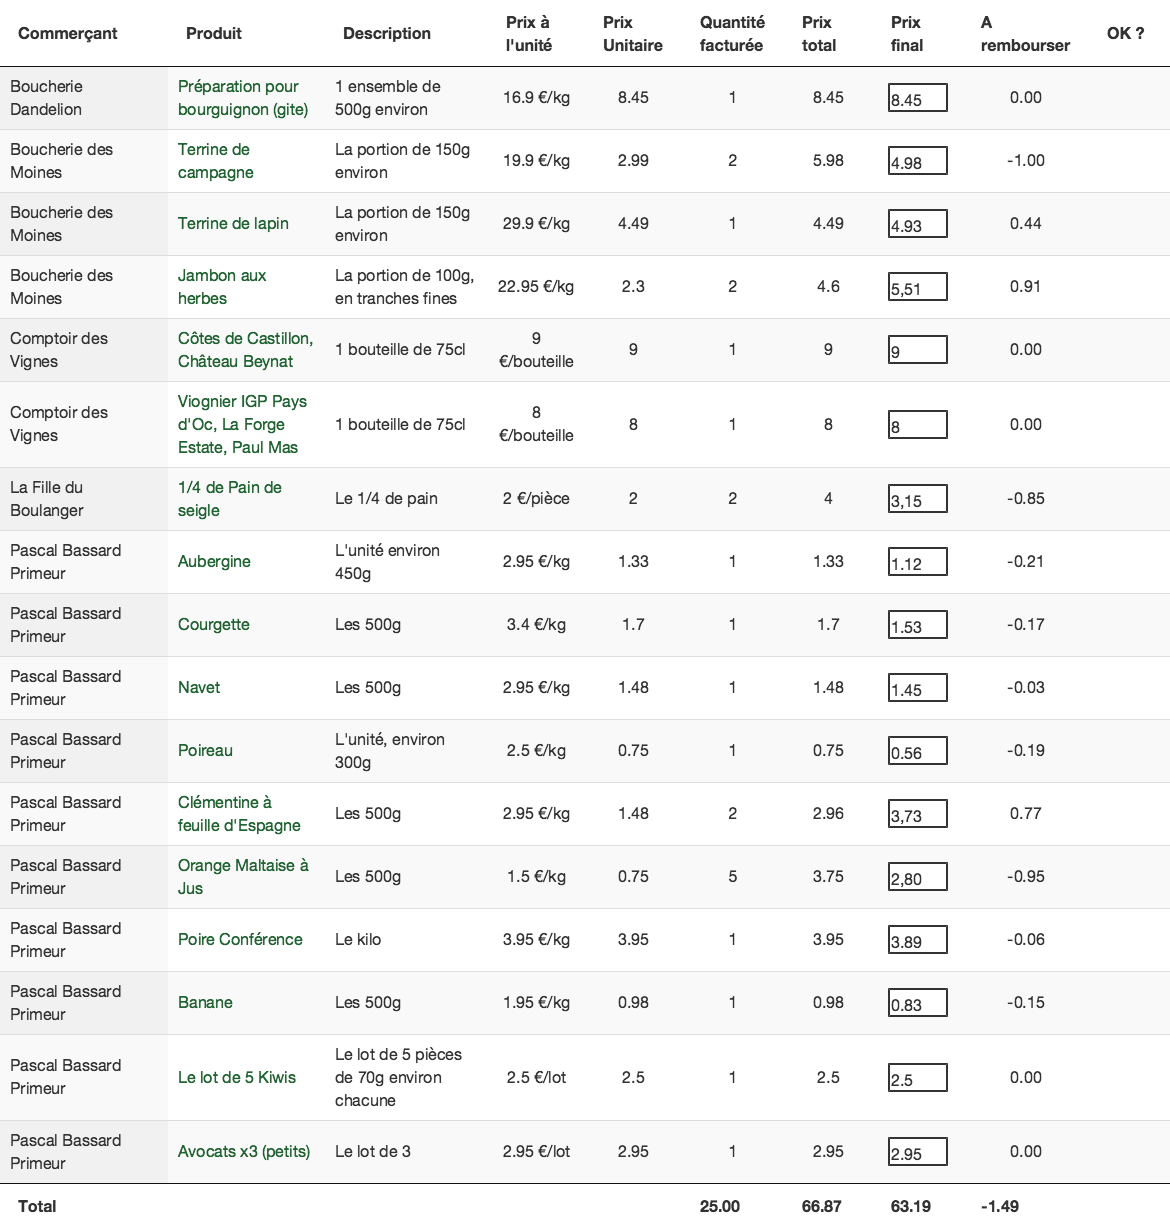 Commerçant Produit Description Prix à l'unité Prix Unitaire Quantité facturée Prix total Prix final A rembourser OK ?
Boucherie Dandelion Préparation pour bourguignon (gite) 1 ensemble de 500g environ 16.9 €/kg 8.45 1 8.45 8.45 0.00
Boucherie des Moines Terrine de campagne La portion de 150g environ 19.9 €/kg 2.99 2 5.98 4.98 -1.00
Boucherie des Moines Terrine de lapin La portion de 150g environ 29.9 €/kg 4.49 1 4.49 4.93 0.44
Boucherie des Moines Jambon aux herbes La portion de 100g, en tranches fines 22.95 €/kg 2.3 2 4.6 5,51 0.91
Comptoir des Vignes Côtes de Castillon, Château Beynat 1 bouteille de 75cl 9 €/bouteille 9 1 9 9 0.00
Comptoir des Vignes Viognier IGP Pays d'Oc, La Forge Estate, Paul Mas 1 bouteille de 75cl 8 €/bouteille 8 1 8 8 0.00
La Fille du Boulanger 1/4 de Pain de seigle Le 1/4 de pain 2 €/pièce 2 2 4 3,15 -0.85
Pascal Bassard Primeur Aubergine L'unité environ 450g 2.95 €/kg 1.33 1 1.33 1.12 -0.21
Pascal Bassard Primeur Courgette Les 500g 3.4 €/kg 1.7 1 1.7 1.53 -0.17
Pascal Bassard Primeur Navet Les 500g 2.95 €/kg 1.48 1 1.48 1.45 -0.03
Pascal Bassard Primeur Poireau L'unité, environ 300g 2.5 €/kg 0.75 1 0.75 0.56 -0.19
Pascal Bassard Primeur Clémentine à feuille d'Espagne Les 500g 2.95 €/kg 1.48 2 2.96 3,73 0.77
Pascal Bassard Primeur Orange Maltaise à Jus Les 500g 1.5 €/kg 0.75 5 3.75 2,80 -0.95
Pascal Bassard Primeur Poire Conférence Le kilo 3.95 €/kg 3.95 1 3.95 3.89 -0.06
Pascal Bassard Primeur Banane Les 500g 1.95 €/kg 0.98 1 0.98 0.83 -0.15
Pascal Bassard Primeur Le lot de 5 Kiwis Le lot de 5 pièces de 70g environ chacune 2.5 €/lot 2.5 1 2.5 2.5 0.00
Pascal Bassard Primeur Avocats x3 (petits) Le lot de 3 2.95 €/lot 2.95 1 2.95 2.95 0.00
Total 25.00 66.87 63.19 -1.49